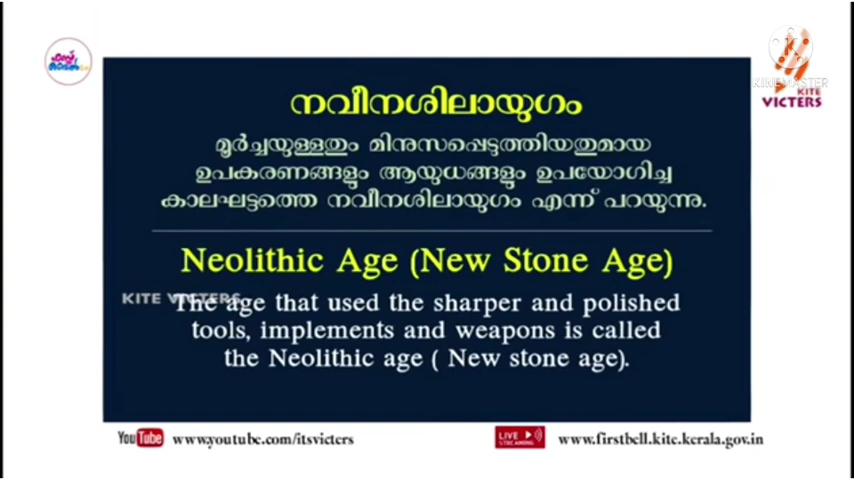 KINEMASTER
KITE
VICTERS
നവീനശിലായുഗം
മൂർച്ചയുള്ളതും മിനുസപ്പെടുത്തിയതുമായ
ഉപകരണങ്ങളും ആയുധങ്ങളും ഉപയോഗിച്ച
കാലഘട്ടത്തെ നവീനശിലായുഗം എന്ന് പറയുന്നു.
Neolithic Age (New Stone Age)
KITE VICTERS
The age that used the sharper and polished
tools, implements and weapons is called
the Neolithic age ( New stone age).
YouTube www.youtube.com/itsvicters
LIVE STREAMING www.firstbell.kite.kerala.gov.in